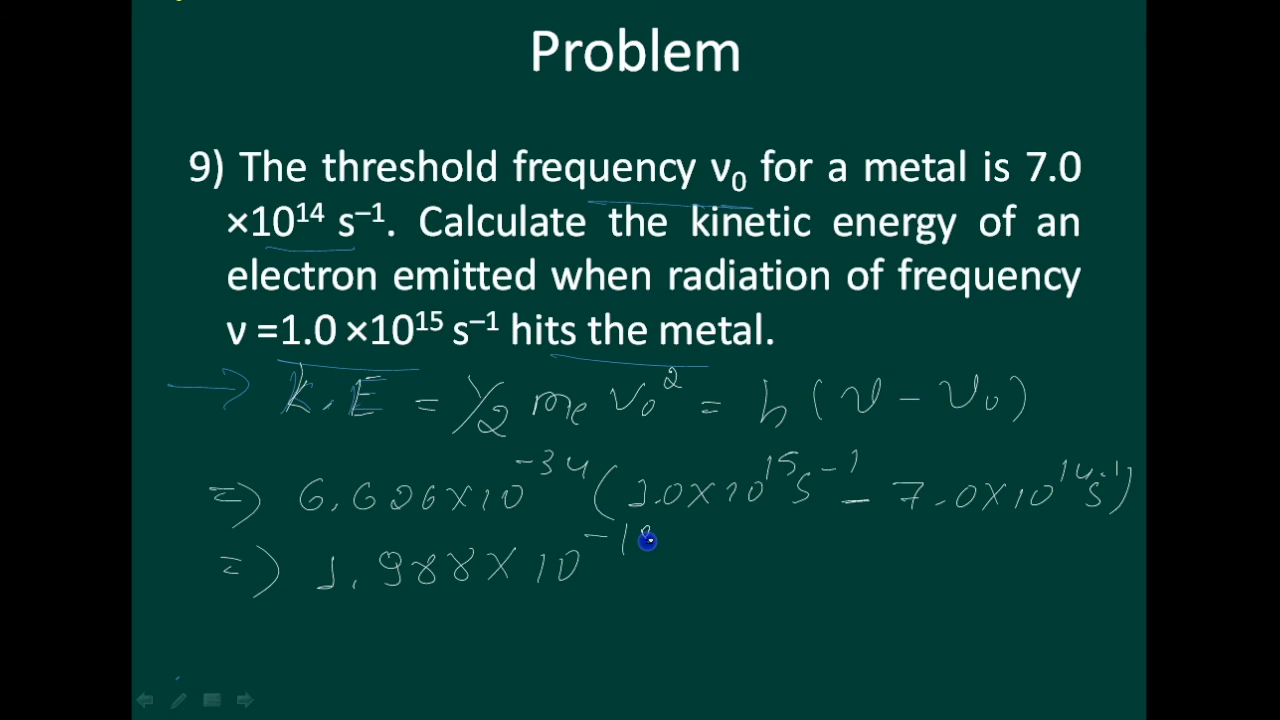 Problem
9) The threshold frequency ν₀ for a metal is 7.0
×10¹⁴ s⁻¹. Calculate the kinetic energy of an
electron emitted when radiation of frequency
ν =1.0 ×10¹⁵ s⁻¹ hits the metal.
→ K.E = 1/2 me v₀² = h (ν - ν₀)
=> 6.626×10⁻³⁴ (1.0×10¹⁵ s⁻¹ - 7.0×10¹⁴ s⁻¹)
=> 1.988×10⁻¹